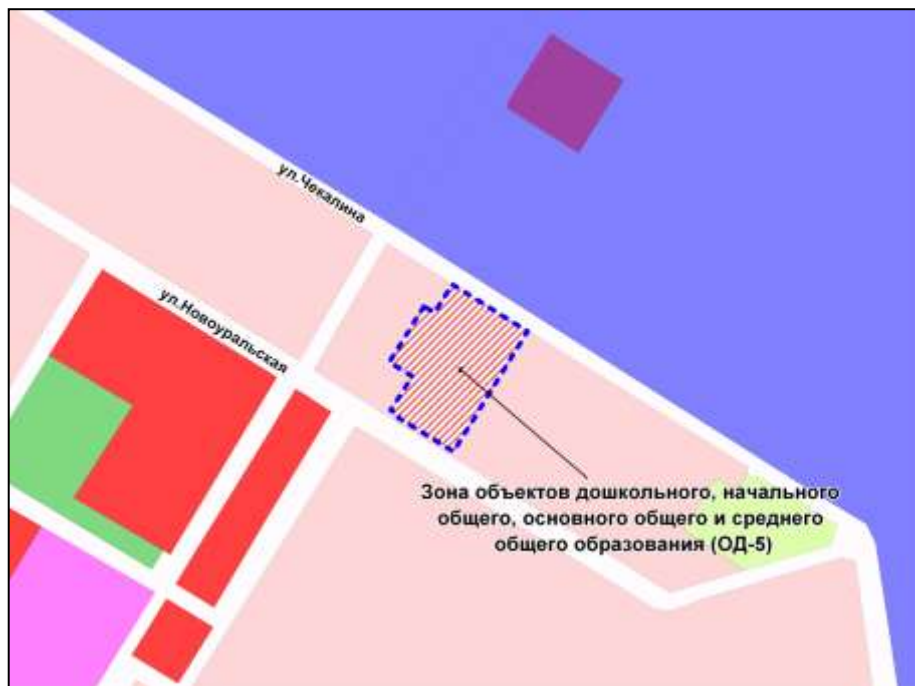 ул.Чекалина
ул.Новоуральская
Зона объектов дошкольного, начального
общего, основного общего и среднего
общего образования (ОД-5)